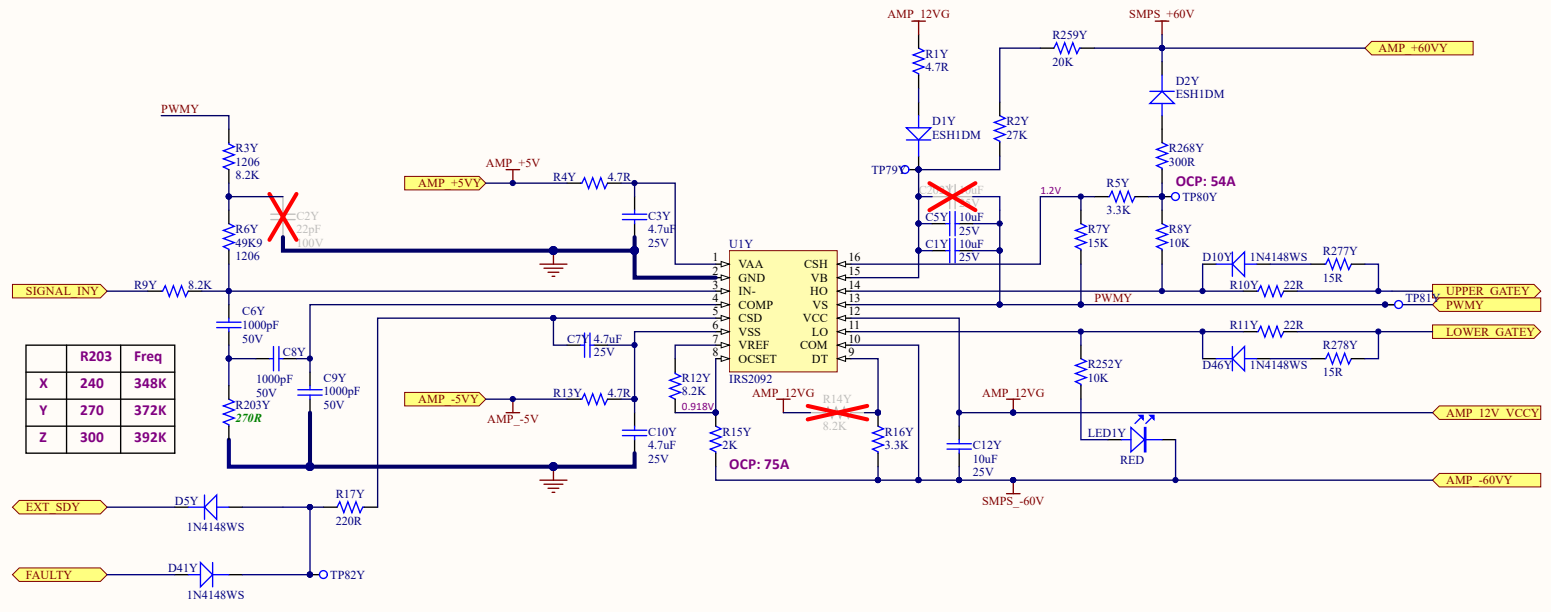 AMP_12VG
SMPS_+60V
R259Y
20K
AMP_+60VY
R1Y
4.7R
D2Y
ESH1DM
PWMY
D1Y
ESH1DM
R2Y
27K
R3Y
1206
8.2K
AMP_+5V
R268Y
300R
TP79Y
AMP_+5VY
R4Y
4.7R
OCP: 54A
1.2V
R5Y
3.3K
TP80Y
C2Y
22pF
100V
C3Y
4.7uF
25V
C5Y
10uF
25V
R6Y
49K9
1206
R7Y
15K
R8Y
10K
C1Y
10uF
25V
U1Y
1 VAA CSH 16
2 GND VB 15
3 IN- HO 14
4 COMP VS 13
5 CSD VCC 12
6 VSS LO 11
7 VREF COM 10
8 OCSET DT 9
IRS2092
D10Y
1N4148WS
R277Y
15R
SIGNAL_INY
R9Y
8.2K
R10Y
22R
UPPER_GATEY
PWMY
TP81Y
PWMY
C6Y
1000pF
50V
R11Y
22R
LOWER_GATEY
C7Y
4.7uF
25V
D46Y
1N4148WS
R278Y
15R
R203 Freq
X 240 348K
Y 270 372K
Z 300 392K
C8Y
1000pF
50V
C9Y
1000pF
50V
R252Y
10K
R12Y
8.2K
AMP_12VG
R14Y
8.2K
AMP_12VG
AMP_-5VY
AMP_-5V
R13Y
4.7R
0.918V
R203Y
270R
AMP_12V_VCCY
C10Y
4.7uF
25V
R15Y
2K
R16Y
3.3K
C12Y
10uF
25V
LED1Y
RED
OCP: 75A
AMP_-60VY
SMPS_-60V
EXT_SDY
D5Y
1N4148WS
R17Y
220R
FAULTY
D41Y
1N4148WS
TP82Y